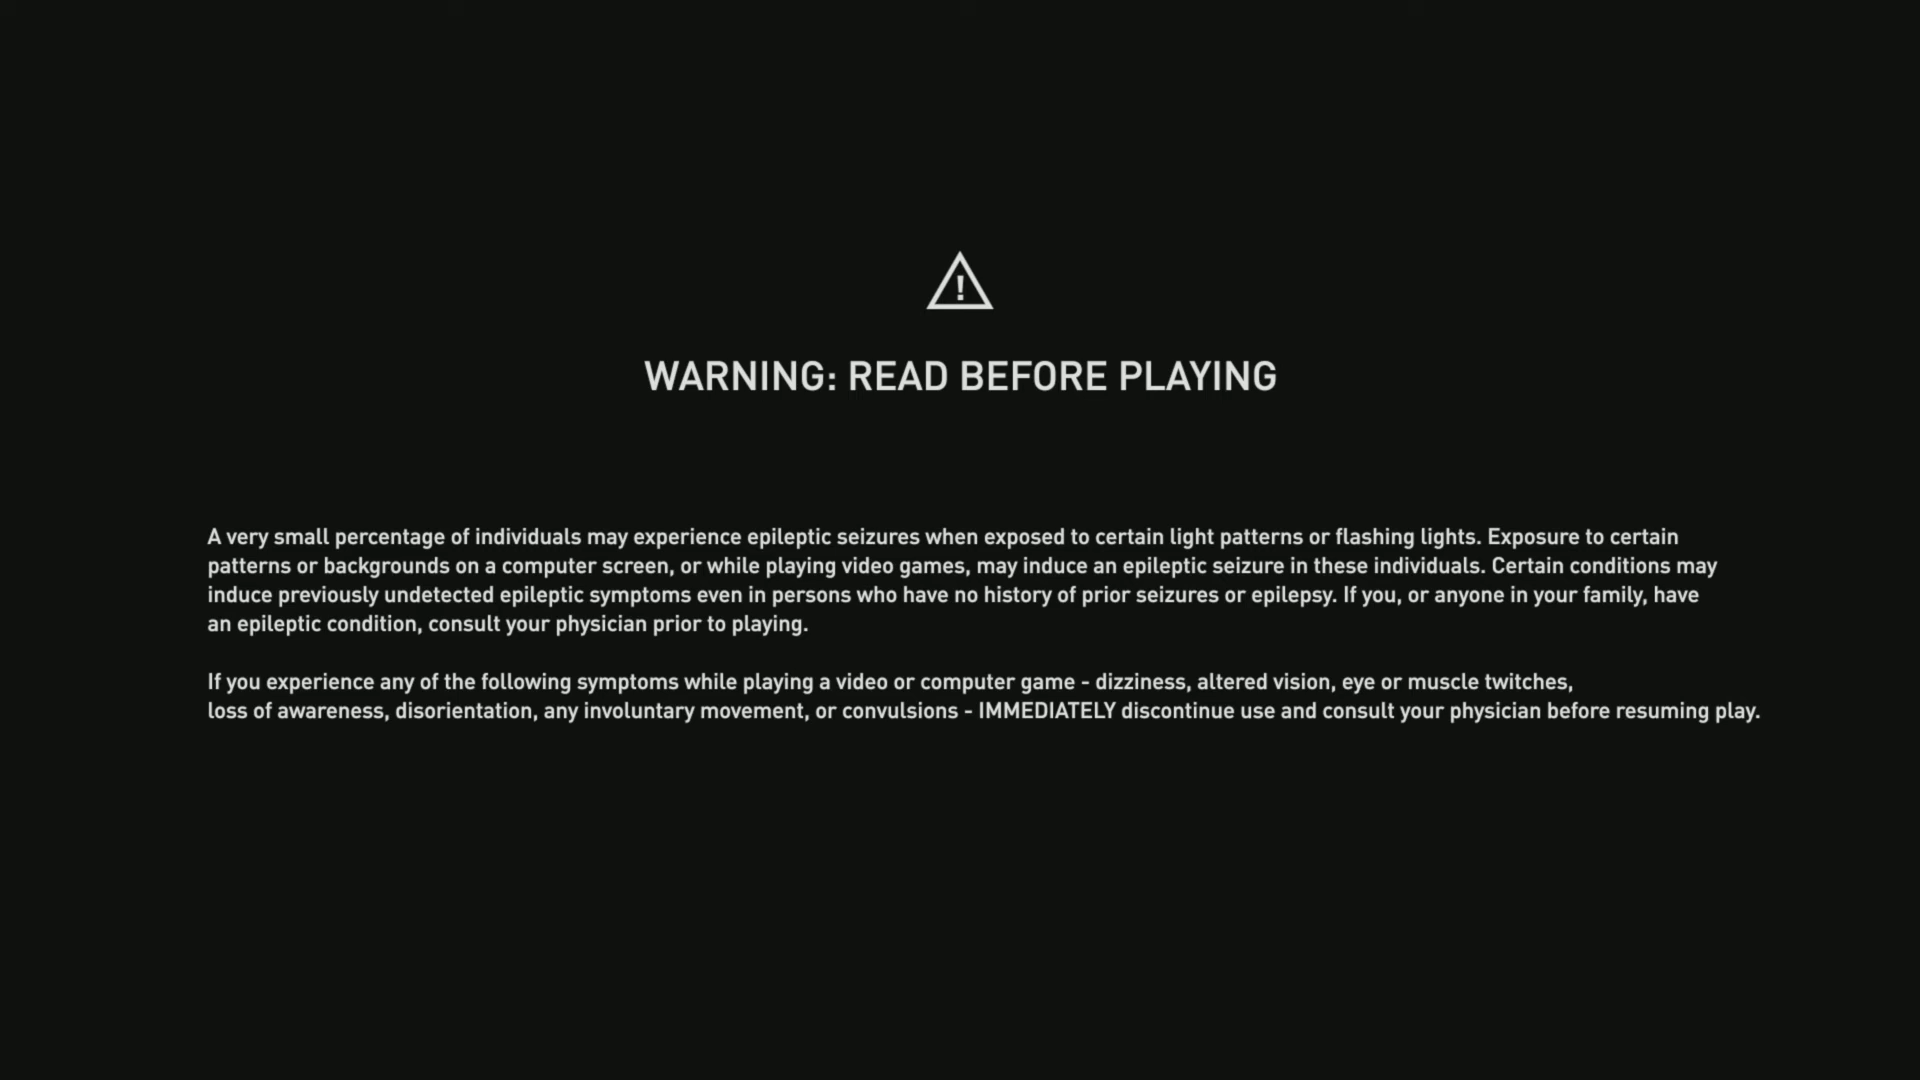 WARNING: READ BEFORE PLAYING
A very small percentage of individuals may experience epileptic seizures when exposed to certain light patterns or flashing lights. Exposure to certain
patterns or backgrounds on a computer screen, or while playing video games, may induce an epileptic seizure in these individuals. Certain conditions may
induce previously undetected epileptic symptoms even in persons who have no history of prior seizures or epilepsy. If you, or anyone in your family, have
an epileptic condition, consult your physician prior to playing.
If you experience any of the following symptoms while playing a video or computer game - dizziness, altered vision, eye or muscle twitches,
loss of awareness, disorientation, any involuntary movement, or convulsions - IMMEDIATELY discontinue use and consult your physician before resuming play.